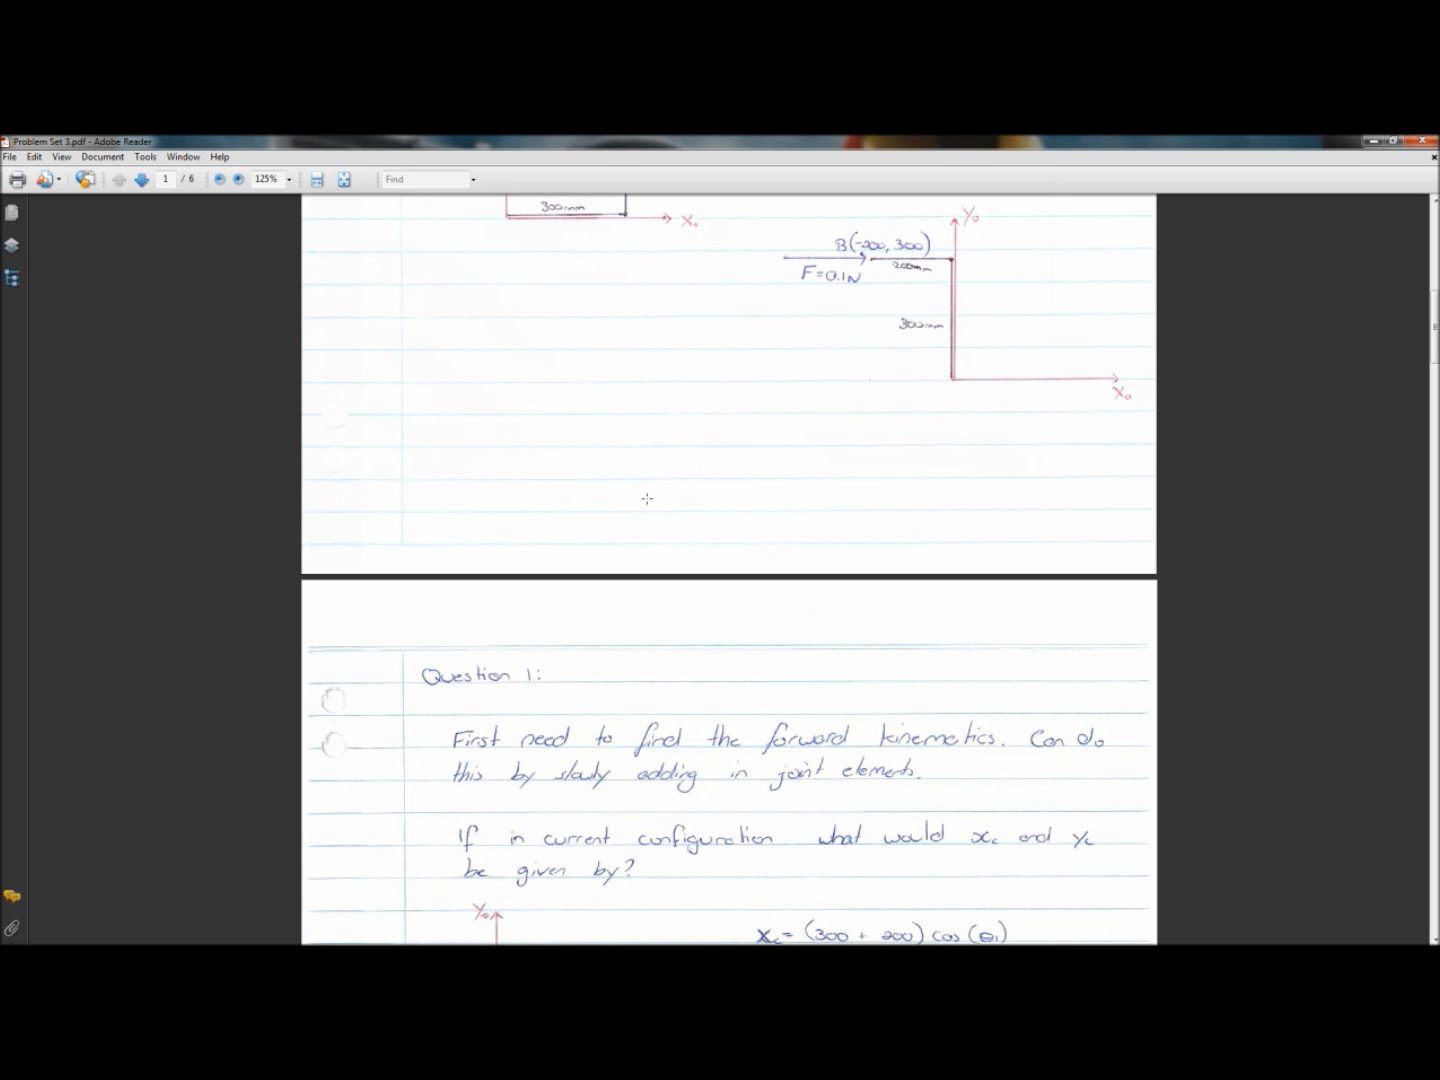 Problem Set 3.pdf - Adobe Reader
File Edit View Document Tools Window Help
1 / 6 125% Find
300mm
X₀
Y₀
B(-200, 300)
200mm
F=0.1N
300mm
X₀
Question 1:
First need to find the forward kinematics. Can do
this by slowly adding in joint elements.
If in current configuration what would xc and yc
be given by?
Y₀
xc= (300 + 200) cos (θ₁)